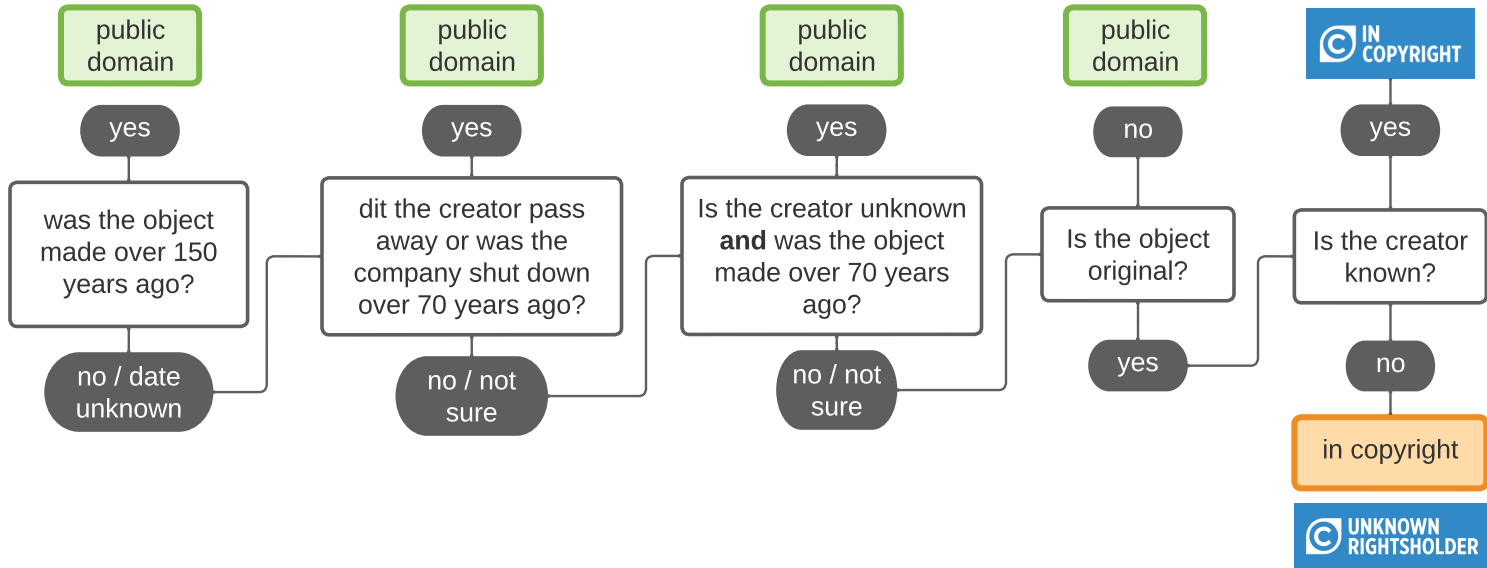 public
domain
yes
was the object
made over 150
years ago?
no / date
unknown
public
domain
yes
dit the creator pass
away or was the
company shut down
over 70 years ago?
no / not
sure
public
domain
yes
Is the creator unknown
and was the object
made over 70 years
ago?
no / not
sure
public
domain
no
Is the object
original?
yes
C IN
COPYRIGHT
yes
Is the creator
known?
no
in copyright
C UNKNOWN
RIGHTSHOLDER